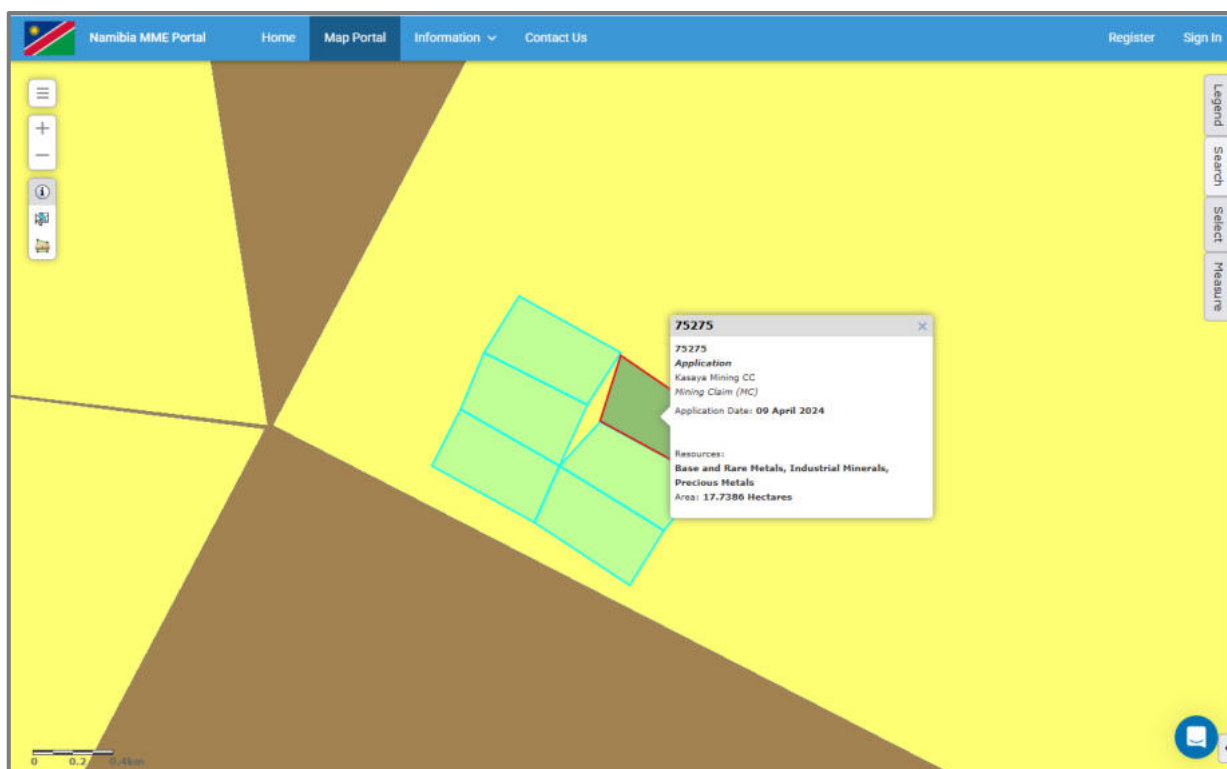 Namibia MME Portal Home Map Portal Information Contact Us Register Sign In
Legend
Search
Select
Measure
75275
75275
Application
Kasaya Mining CC
Mining Claim (MC)
Application Date: 09 April 2024
Resources:
Base and Rare Metals, Industrial Minerals,
Precious Metals
Area: 17.7386 Hectares
0 0.2 0.4km